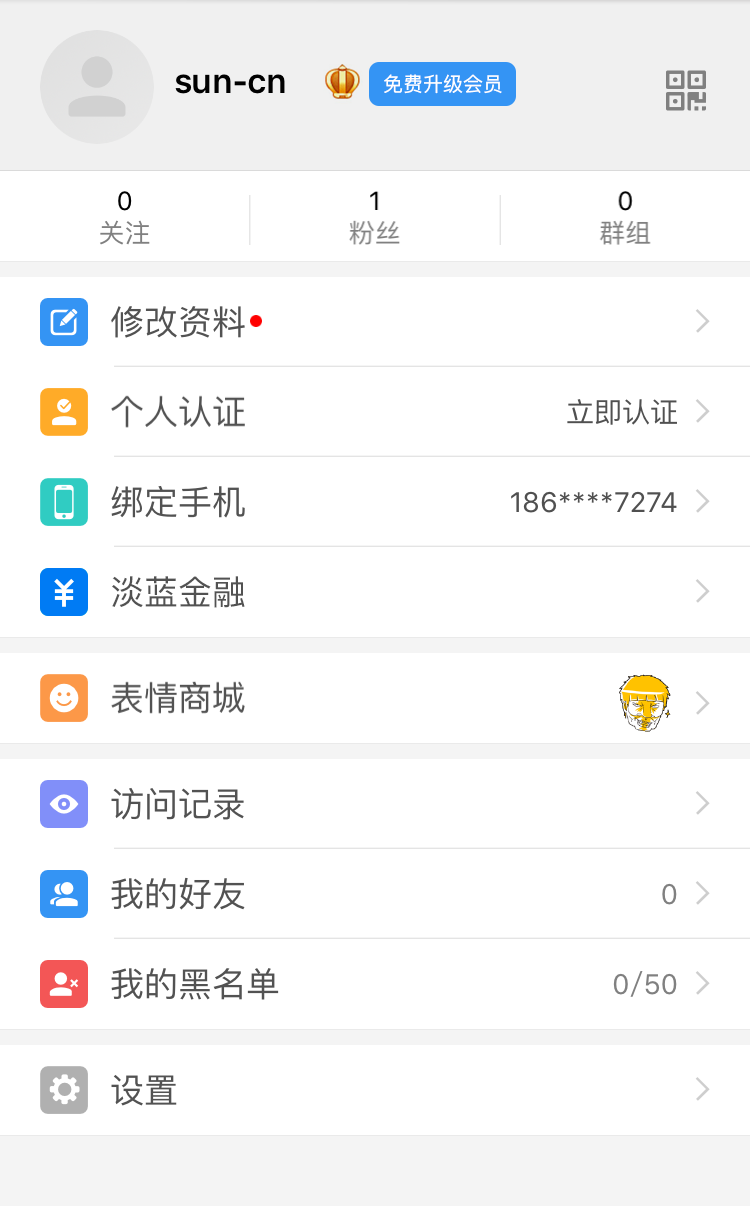 sun-cn 免费升级会员
0 1 0
关注 粉丝 群组
修改资料
个人认证 立即认证
绑定手机 186****7274
淡蓝金融
表情商城
访问记录
我的好友 0
我的黑名单 0/50
设置